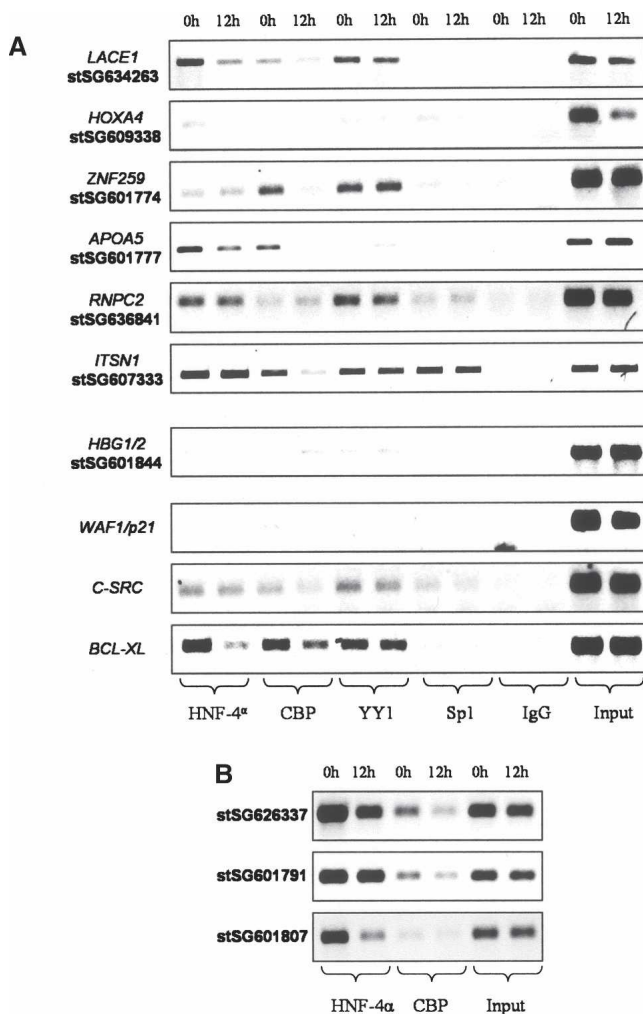 0h 12h 0h 12h 0h 12h 0h 12h 0h 12h 0h 12h
A
LACE1
stSG634263
HOXA4
stSG609338
ZNF259
stSG601774
APOA5
stSG601777
RNPC2
stSG636841
ITSN1
stSG607333
HBG1/2
stSG601844
WAF1/p21
C-SRC
BCL-XL
HNF-4α CBP YY1 Sp1 IgG Input
B
0h 12h 0h 12h 0h 12h
stSG626337
stSG601791
stSG601807
HNF-4α CBP Input